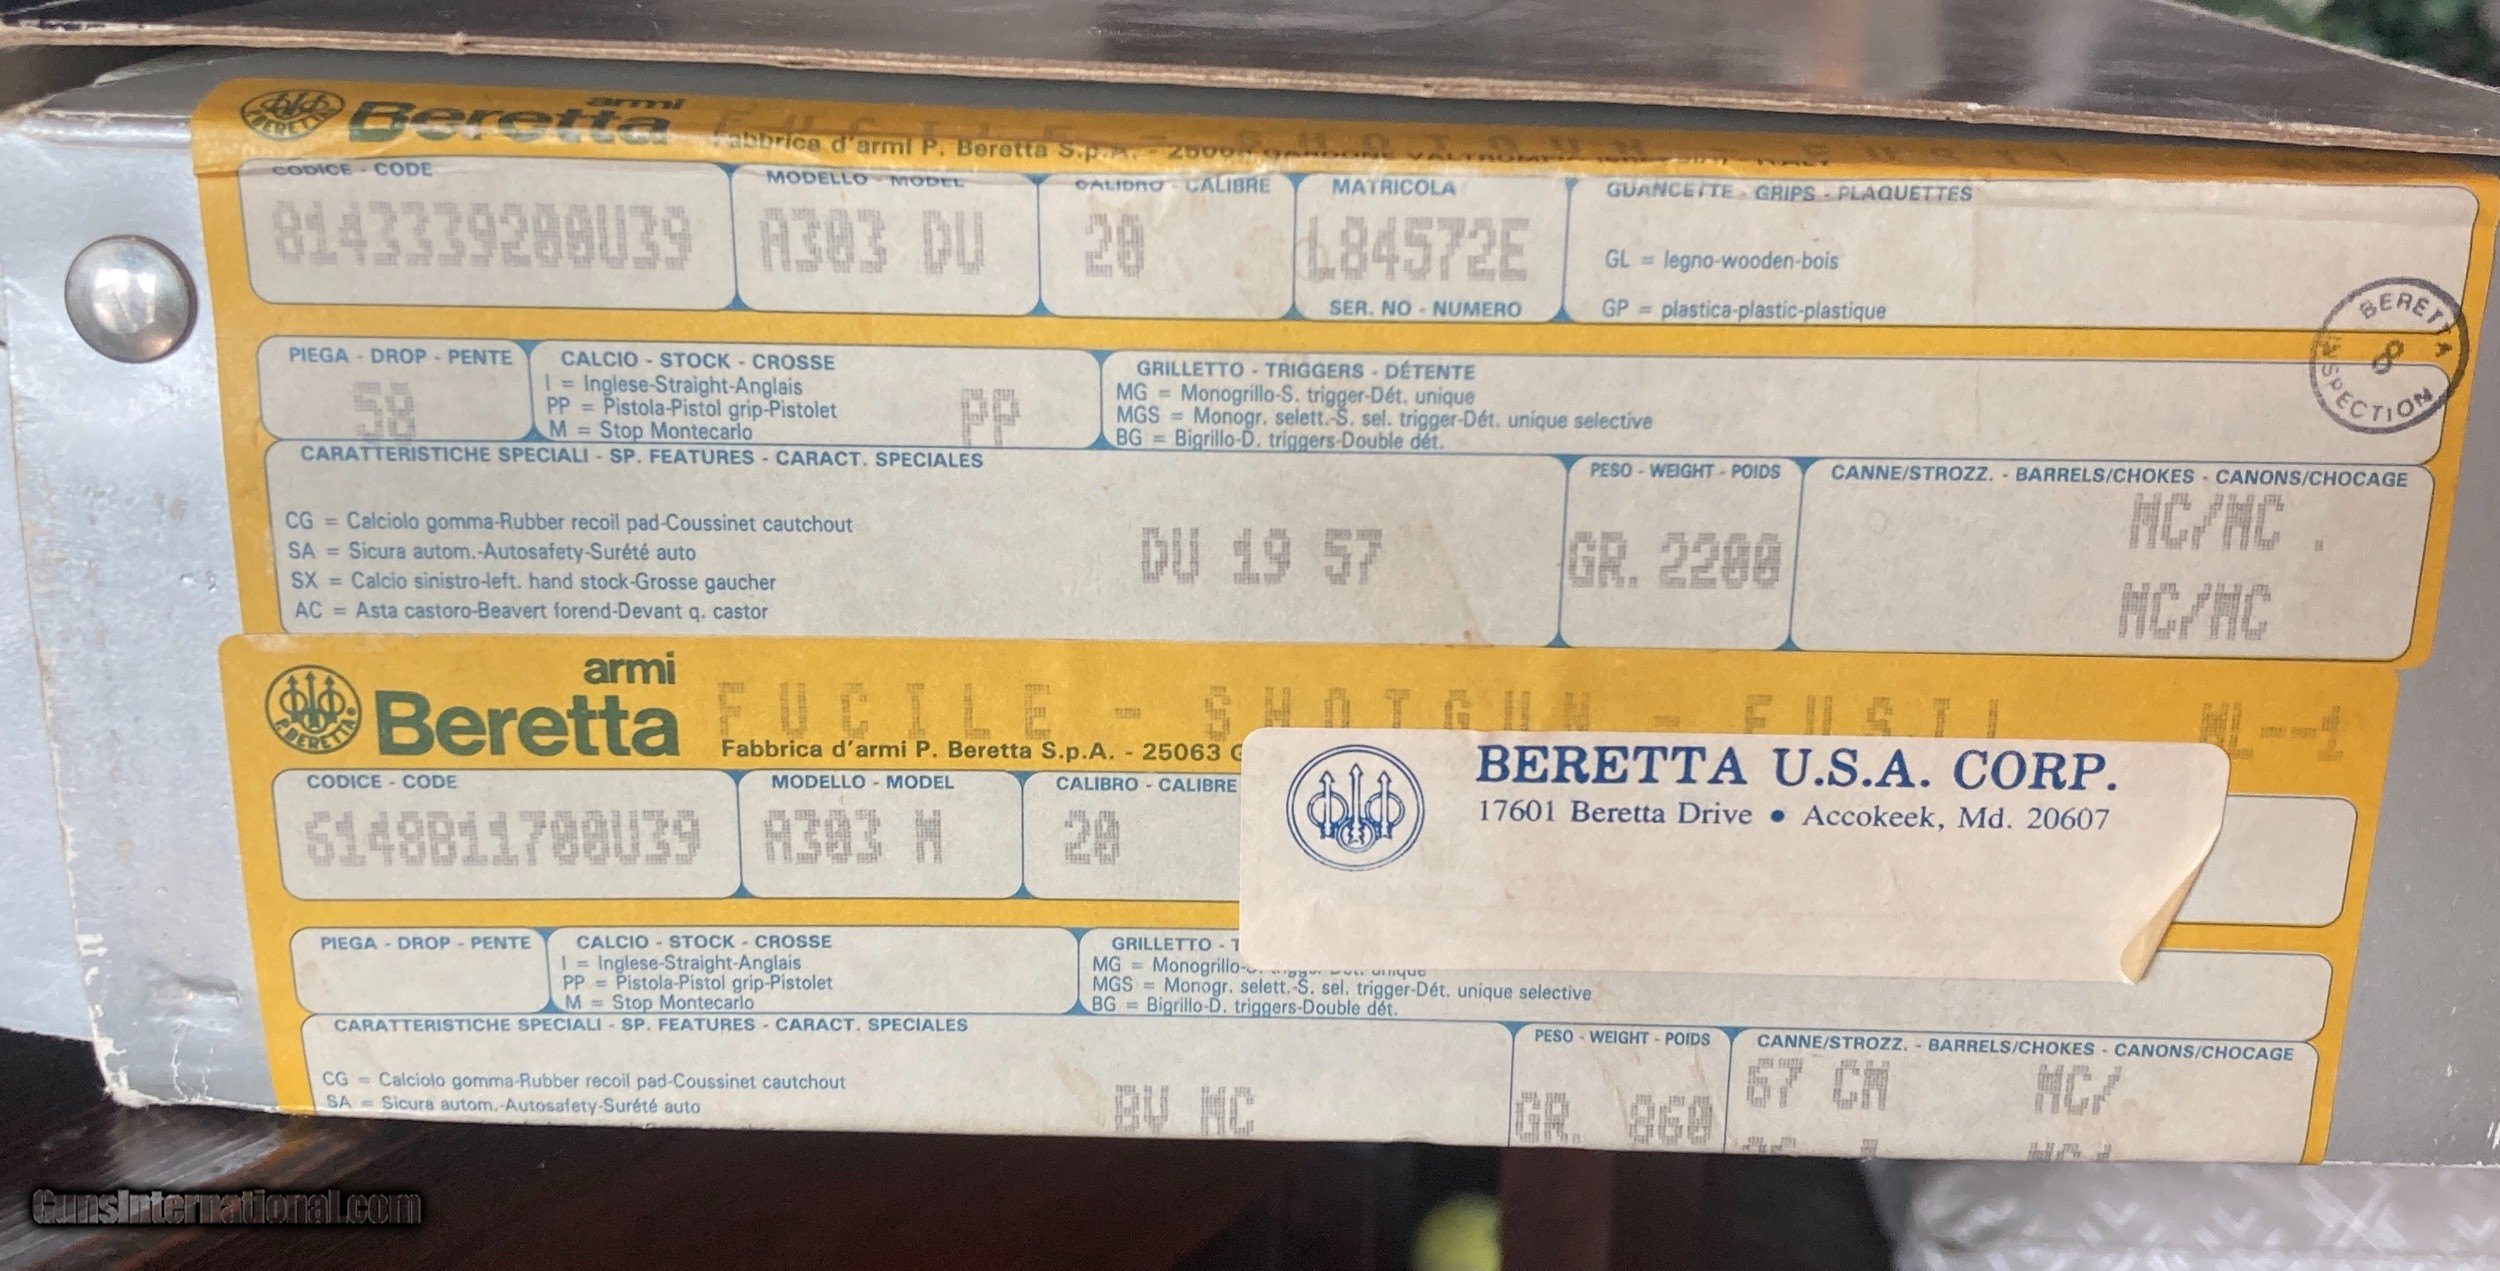 armi
P. BERETTA Beretta
Fabbrica d'armi P. Beretta S.p.A. - 25063 GARDONE VALTROMPIA (BRESCIA) - ITALY
CODICE - CODE
8143339200U39
MODELLO - MODEL
A303 DU
CALIBRO - CALIBRE
20
MATRICOLA
L84572E
SER. NO - NUMERO
GUANCETTE - GRIPS - PLAQUETTES
GL = legno-wooden-bois
GP = plastica-plastic-plastique
BERETTA
8
INSPECTION
PIEGA - DROP - PENTE
58
CALCIO - STOCK - CROSSE
I = Inglese-Straight-Anglais
PP = Pistola-Pistol grip-Pistolet
M = Stop Montecarlo
PP
GRILLETTO - TRIGGERS - DÉTENTE
MG = Monogrillo-S. trigger-Dét. unique
MGS = Monogr. selett.-S. sel. trigger-Dét. unique selective
BG = Bigrillo-D. triggers-Double dét.
CARATTERISTICHE SPECIALI - SP. FEATURES - CARACT. SPECIALES
CG = Calciolo gomma-Rubber recoil pad-Coussinet cautchout
SA = Sicura autom.-Autosafety-Surété auto
SX = Calcio sinistro-left. hand stock-Grosse gaucher
AC = Asta castoro-Beavert forend-Devant q. castor
DU 19 57
PESO - WEIGHT - POIDS
GR. 2200
CANNE/STROZZ. - BARRELS/CHOKES - CANONS/CHOCAGE
MC/MC .
MC/MC
armi
P. BERETTA Beretta
FUCILE - SHOTGUN - FUSIL
Fabbrica d'armi P. Beretta S.p.A. - 25063 G
CODICE - CODE
6148B11700U39
MODELLO - MODEL
A303 M
CALIBRO - CALIBRE
20
BERETTA U.S.A. CORP.
17601 Beretta Drive • Accokeek, Md. 20607
PIEGA - DROP - PENTE
CALCIO - STOCK - CROSSE
I = Inglese-Straight-Anglais
PP = Pistola-Pistol grip-Pistolet
M = Stop Montecarlo
GRILLETTO - T
MG = Monogrillo-S. trigger-Dét. unique
MGS = Monogr. selett.-S. sel. trigger-Dét. unique selective
BG = Bigrillo-D. triggers-Double dét.
CARATTERISTICHE SPECIALI - SP. FEATURES - CARACT. SPECIALES
CG = Calciolo gomma-Rubber recoil pad-Coussinet cautchout
SA = Sicura autom.-Autosafety-Surété auto
BV MC
PESO - WEIGHT - POIDS
GR. 860
CANNE/STROZZ. - BARRELS/CHOKES - CANONS/CHOCAGE
67 CM MC/
GunsInternational.com